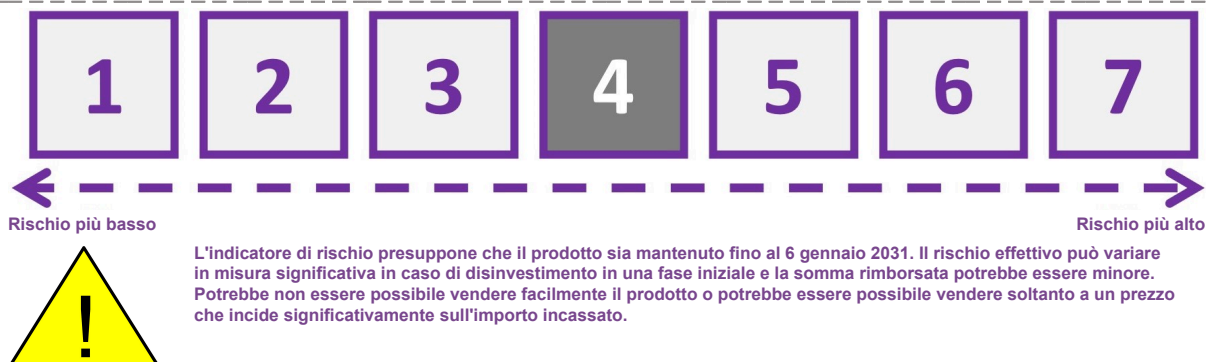 1 2 3 4 5 6 7
Rischio più basso Rischio più alto
L'indicatore di rischio presuppone che il prodotto sia mantenuto fino al 6 gennaio 2031. Il rischio effettivo può variare
in misura significativa in caso di disinvestimento in una fase iniziale e la somma rimborsata potrebbe essere minore.
Potrebbe non essere possibile vendere facilmente il prodotto o potrebbe essere possibile vendere soltanto a un prezzo
che incide significativamente sull'importo incassato.
!